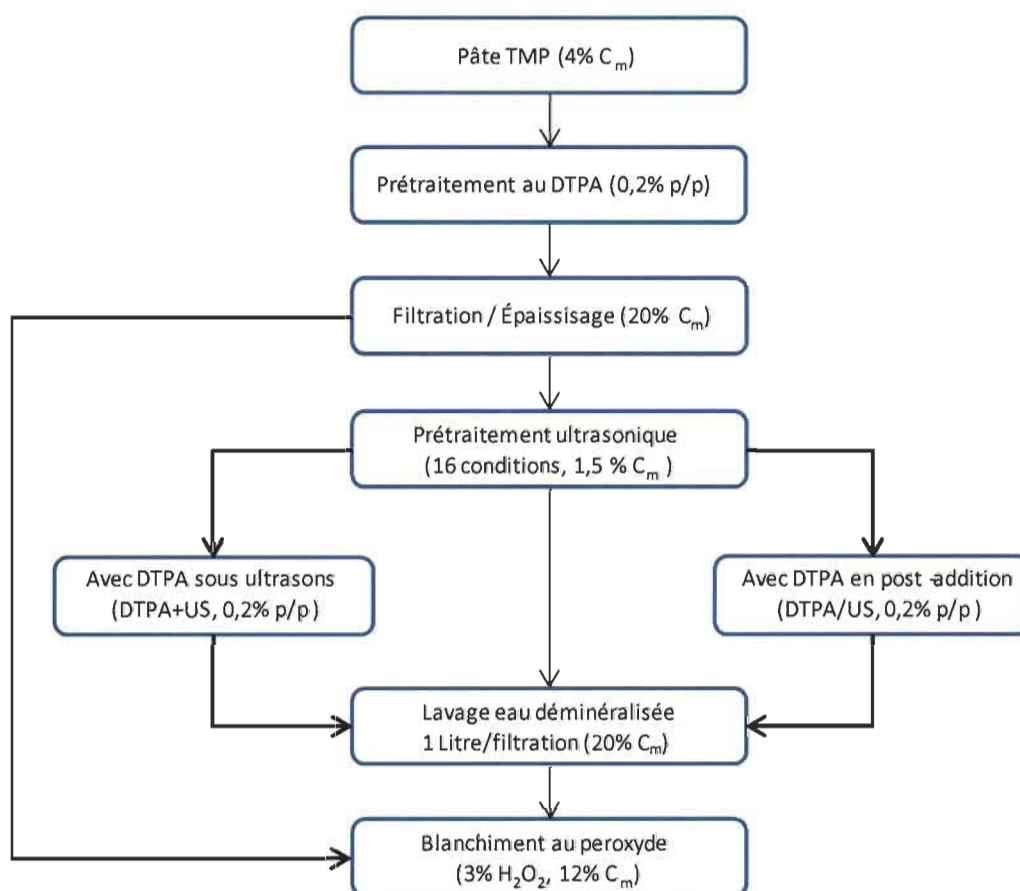 Pâte TMP (4% Cm)
Prétraitement au DTPA (0,2% p/p)
Filtration / Épaissisage (20% Cm)
Prétraitement ultrasonique
(16 conditions, 1,5 % Cm )
Avec DTPA sous ultrasons
(DTPA+US, 0,2% p/p)
Avec DTPA en post -addition
(DTPA/US, 0,2% p/p )
Lavage eau déminéralisée
1 Litre/filtration (20% Cm)
Blanchiment au peroxyde
(3% H2O2, 12% Cm)